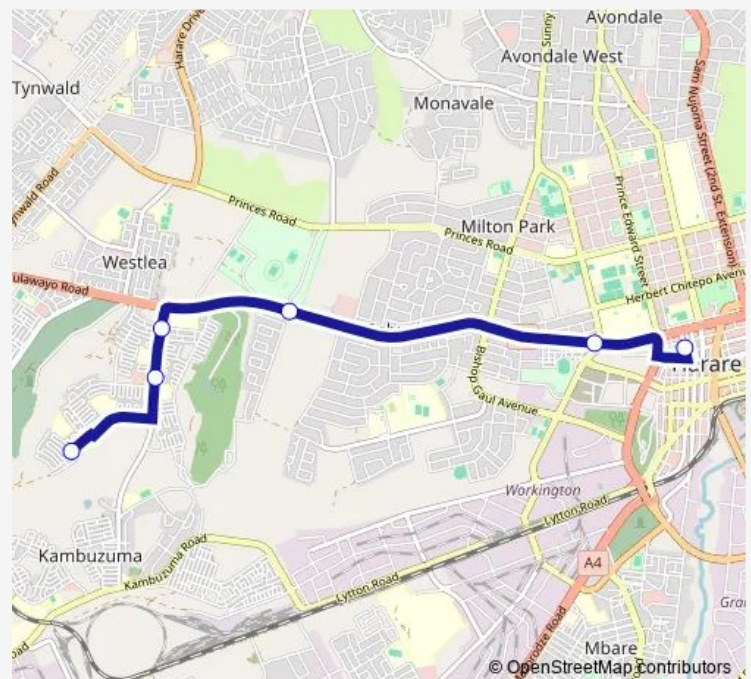 Avondale
Tynwald
Harare Drive
Sunny
Avondale West
Monavale
Sam Nujoma Street (2nd St. Extension)
Princes Road
Prince Edward Street
Milton Park
Princes Road
Westlea
ulawayo Road
Herbert Chitepo Avenu
Harare
Bishop Gaul Avenue
Workington
Lytton Road
Kambuzuma
Kambuzuma Road
Lytton Road
A4
Mbare
© OpenStreetMap contributors